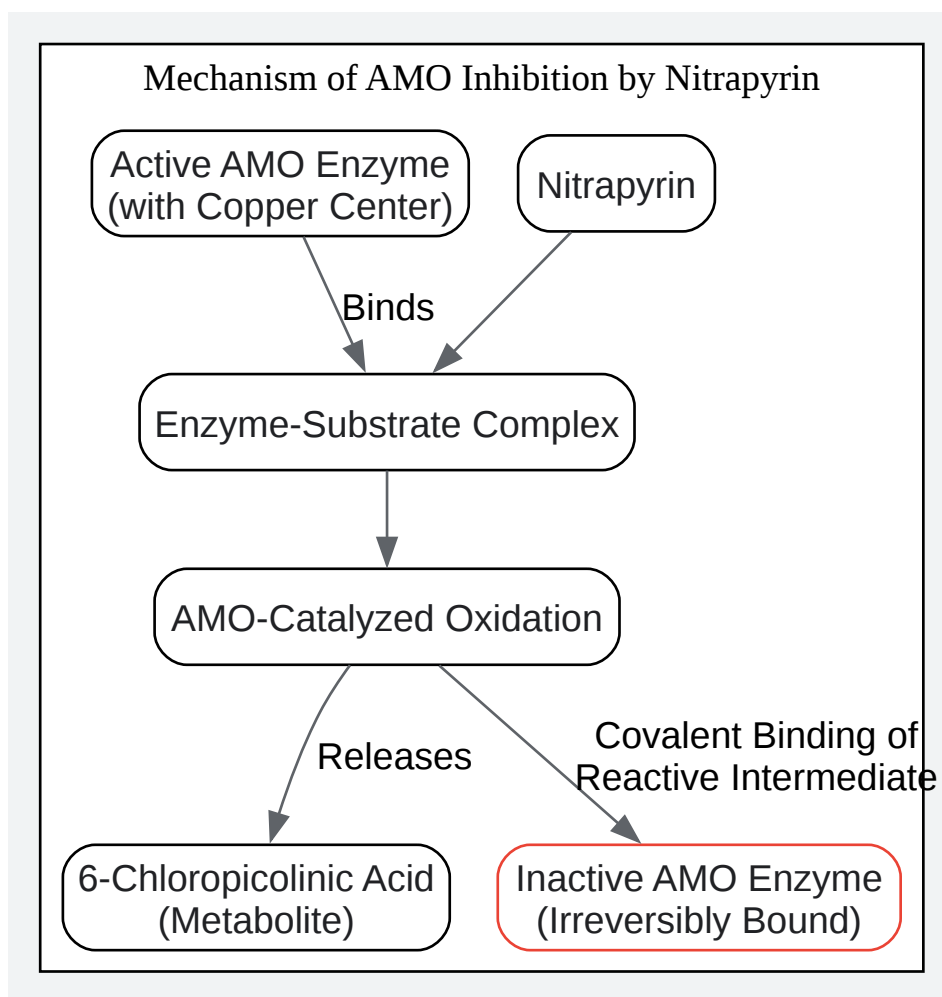 Mechanism of AMO Inhibition by Nitrapyrin
Active AMO Enzyme
(with Copper Center)
Nitrapyrin
Binds
Enzyme-Substrate Complex
AMO-Catalyzed Oxidation
Releases
Covalent Binding of
Reactive Intermediate
6-Chloropicolinic Acid
(Metabolite)
Inactive AMO Enzyme
(Irreversibly Bound)